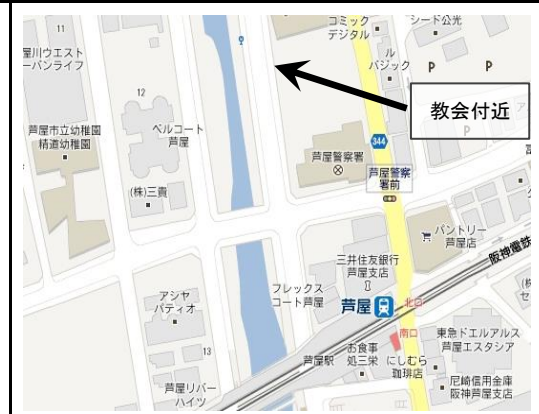 11
コミック
デジタル
シード公光
屋川ウエスト
ーバンライフ
ル
パジック
P
P
12
教会付近
芦屋市立幼稚園
精道幼稚園
ベルコート
芦屋
344
P
芦屋警察署
芦屋警察
署前
(株)三貴
パントリー
芦屋店
三井住友銀行
芦屋支店
阪神電鉄
フレックス
コート芦屋
アシヤ
パティオ
芦屋
北口
南口
東急ドエルアルス
芦屋エスタシア
お食事
処三栄
芦屋駅
にしむら
珈琲店
13
芦屋リバー
ハイツ
尼崎信用金庫
阪神芦屋支店